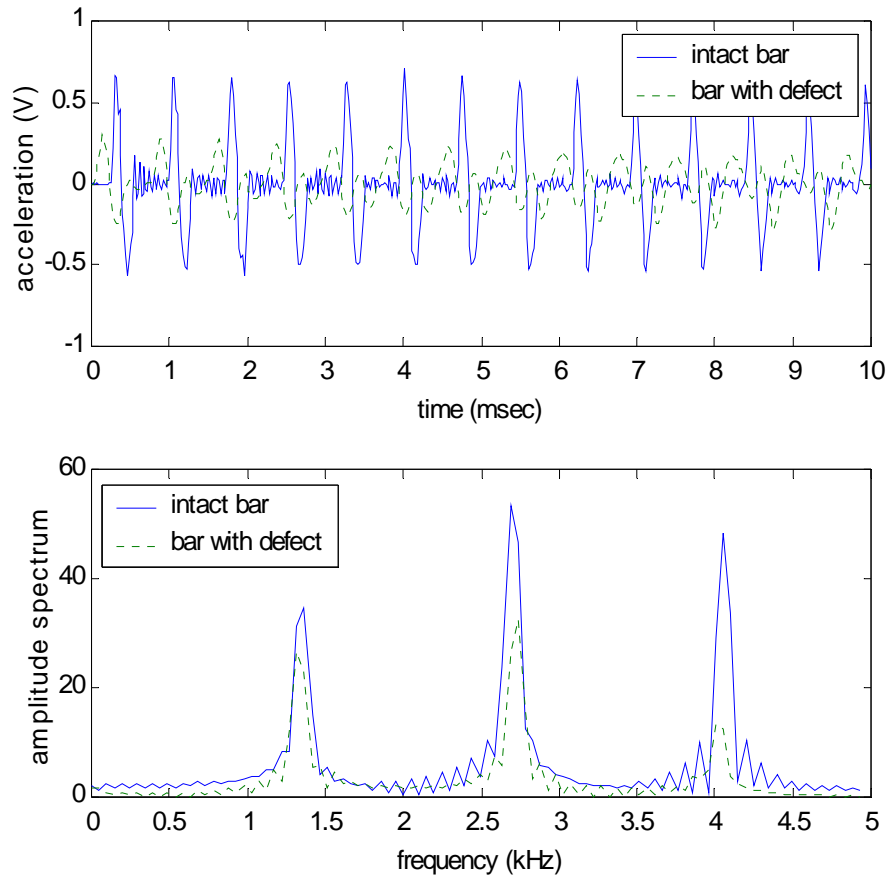 1
0.5
0
-0.5
-1
acceleration (V)
intact bar
bar with defect
0 1 2 3 4 5 6 7 8 9 10
time (msec)
60
40
20
0
amplitude spectrum
intact bar
bar with defect
0 0.5 1 1.5 2 2.5 3 3.5 4 4.5 5
frequency (kHz)